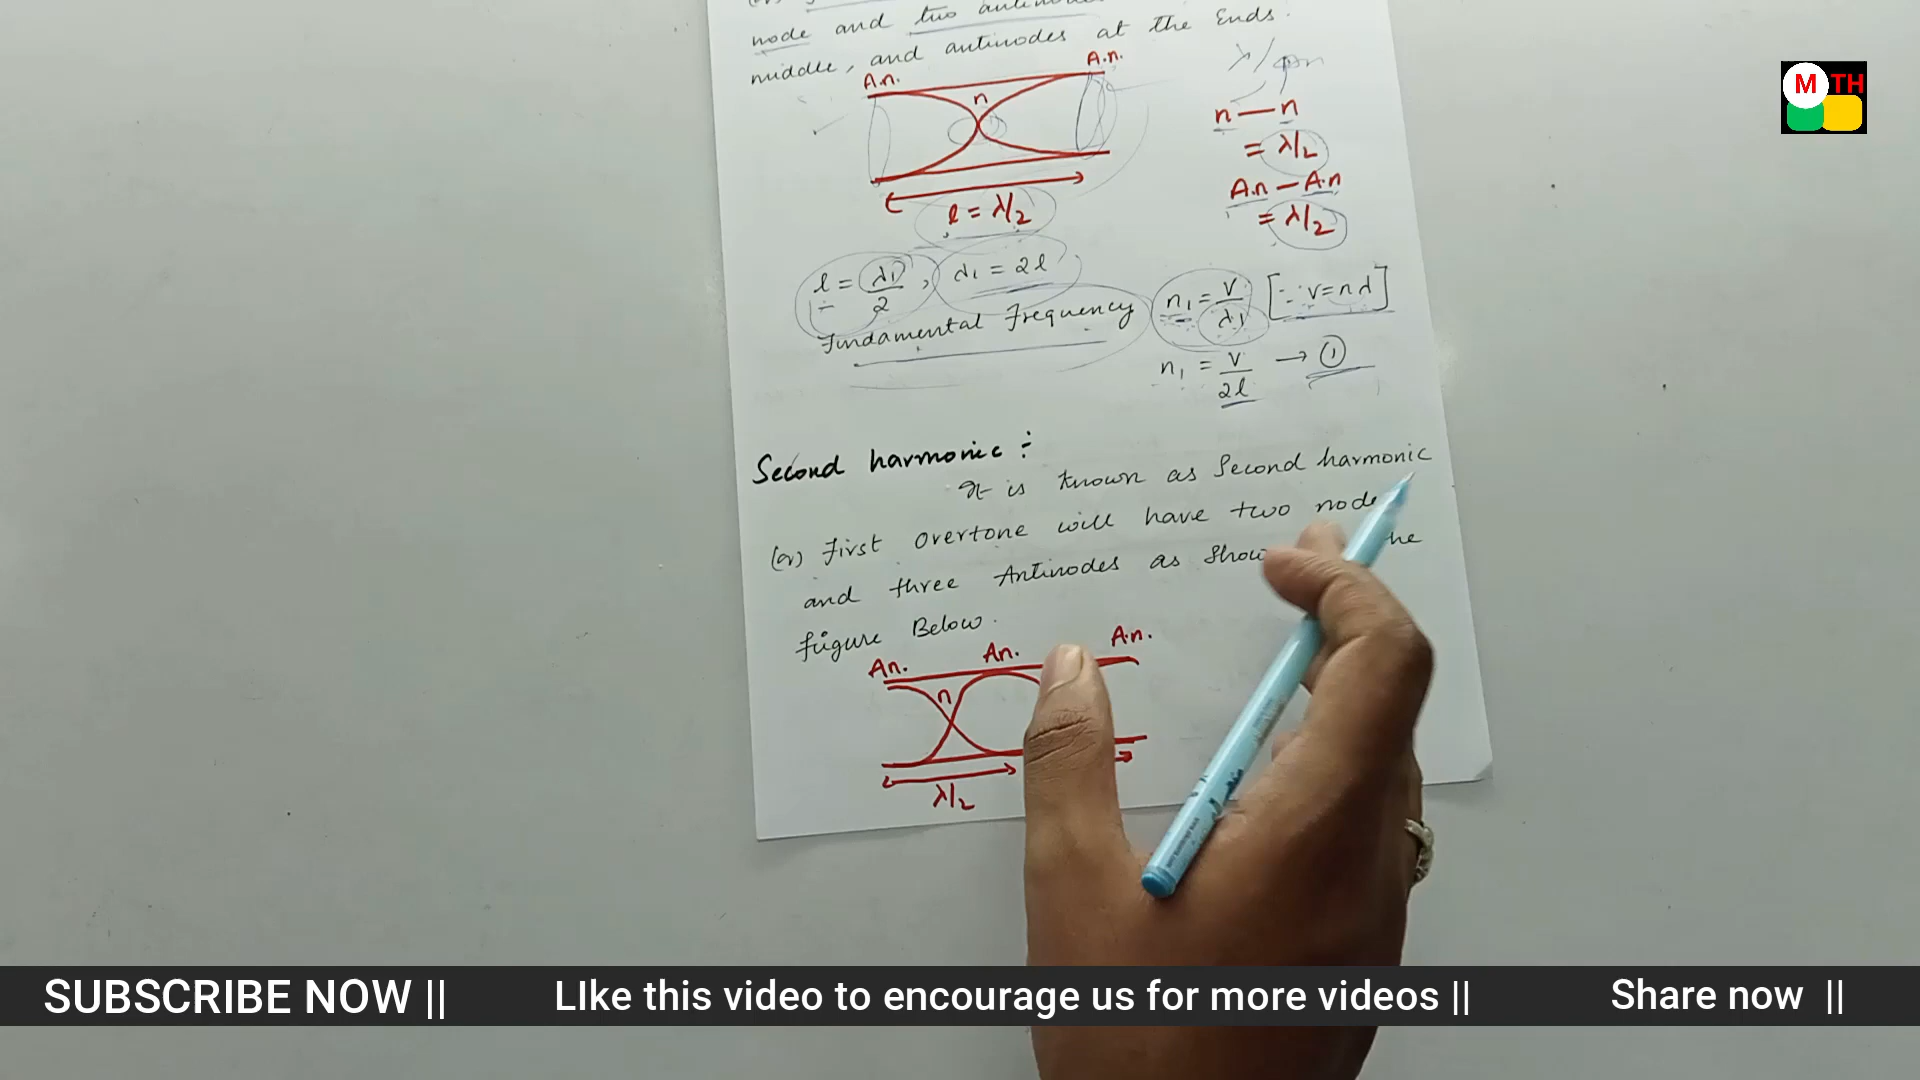 node and two
middle, and antinodes at the Ends.
A.n.
A.n.
n
l = λ/2
n — n
= λ/2
A.n — A.n
= λ/2
l = λ1/2 , λ1 = 2l
Fundamental Frequency
n1 = V/λ1 [∵ V=nλ]
n1 = V/2l → ①
Second harmonic :
It is known as Second harmonic
(or) First overtone will have two
and three Antinodes as
figure Below.
An.
An.
An.
n
λ/2
M TH
SUBSCRIBE NOW || LIke this video to encourage us for more videos || Share now ||